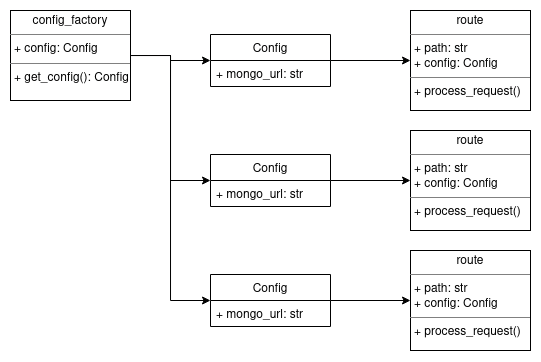 config_factory
+ config: Config
+ get_config(): Config
Config
+ mongo_url: str
route
+ path: str
+ config: Config
+ process_request()
Config
+ mongo_url: str
route
+ path: str
+ config: Config
+ process_request()
Config
+ mongo_url: str
route
+ path: str
+ config: Config
+ process_request()